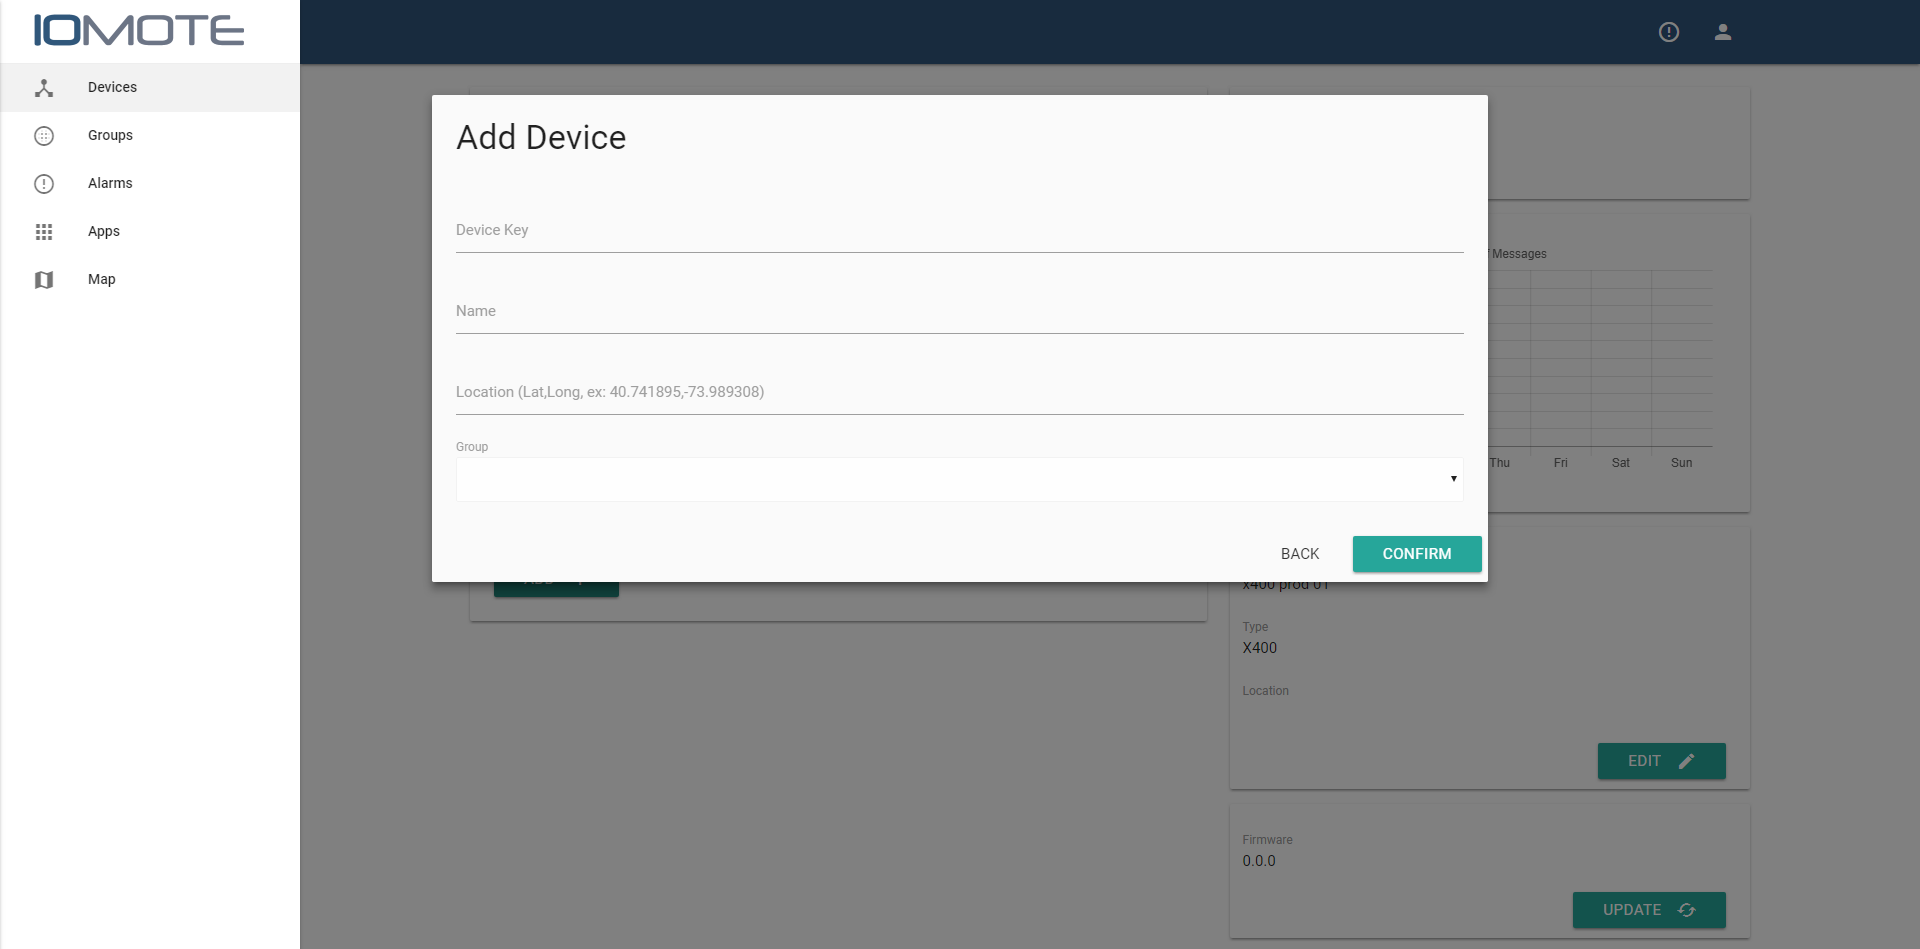 IOMOTE
Devices
Groups
Alarms
Apps
Map
Add Device
Device Key
Name
Location (Lat,Long, ex: 40.741895,-73.989308)
Group
BACK
CONFIRM
Messages
Thu Fri Sat Sun
x400 prod 01
Type
X400
Location
EDIT
Firmware
0.0.0
UPDATE